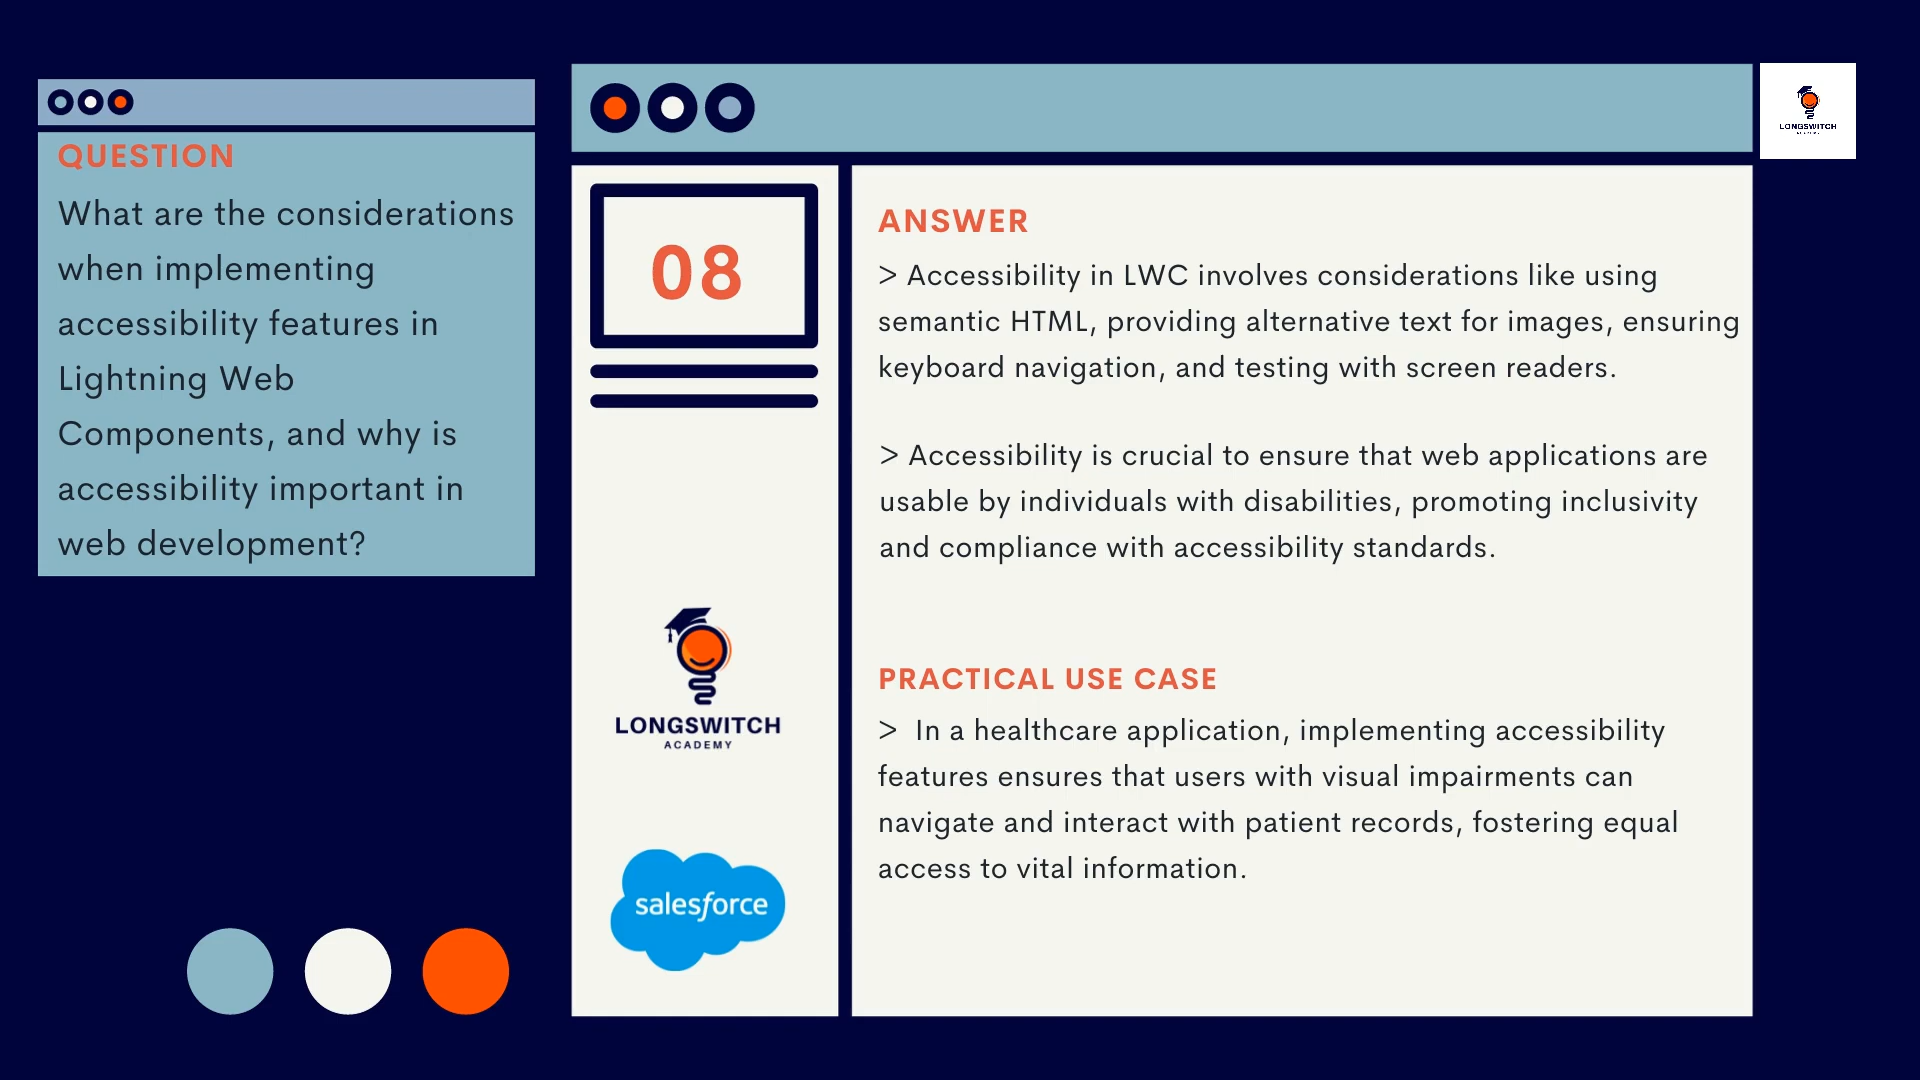 QUESTION
What are the considerations
when implementing
accessibility features in
Lightning Web
Components, and why is
accessibility important in
web development?
08
LONGSWITCH
ACADEMY
salesforce
ANSWER
> Accessibility in LWC involves considerations like using
semantic HTML, providing alternative text for images, ensuring
keyboard navigation, and testing with screen readers.
> Accessibility is crucial to ensure that web applications are
usable by individuals with disabilities, promoting inclusivity
and compliance with accessibility standards.
PRACTICAL USE CASE
> In a healthcare application, implementing accessibility
features ensures that users with visual impairments can
navigate and interact with patient records, fostering equal
access to vital information.
LONGSWITCH